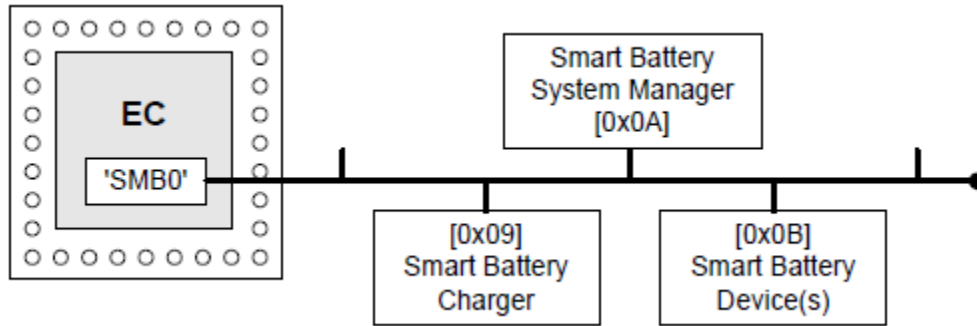 EC
'SMB0'
Smart Battery
System Manager
[0x0A]
[0x09]
Smart Battery
Charger
[0x0B]
Smart Battery
Device(s)